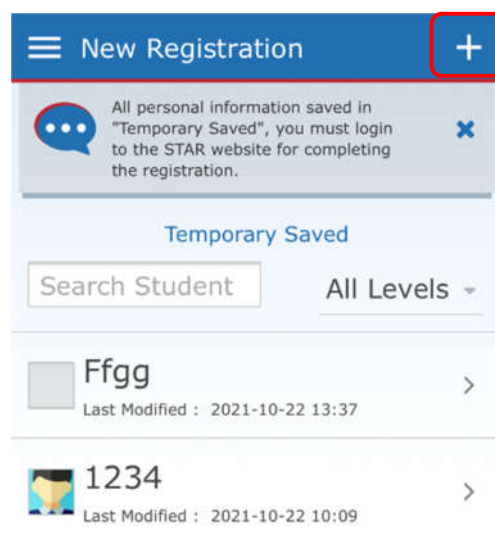 New Registration
All personal information saved in
"Temporary Saved", you must login
to the STAR website for completing
the registration.
Temporary Saved
Search Student
All Levels
Ffgg
Last Modified : 2021-10-22 13:37
1234
Last Modified : 2021-10-22 10:09